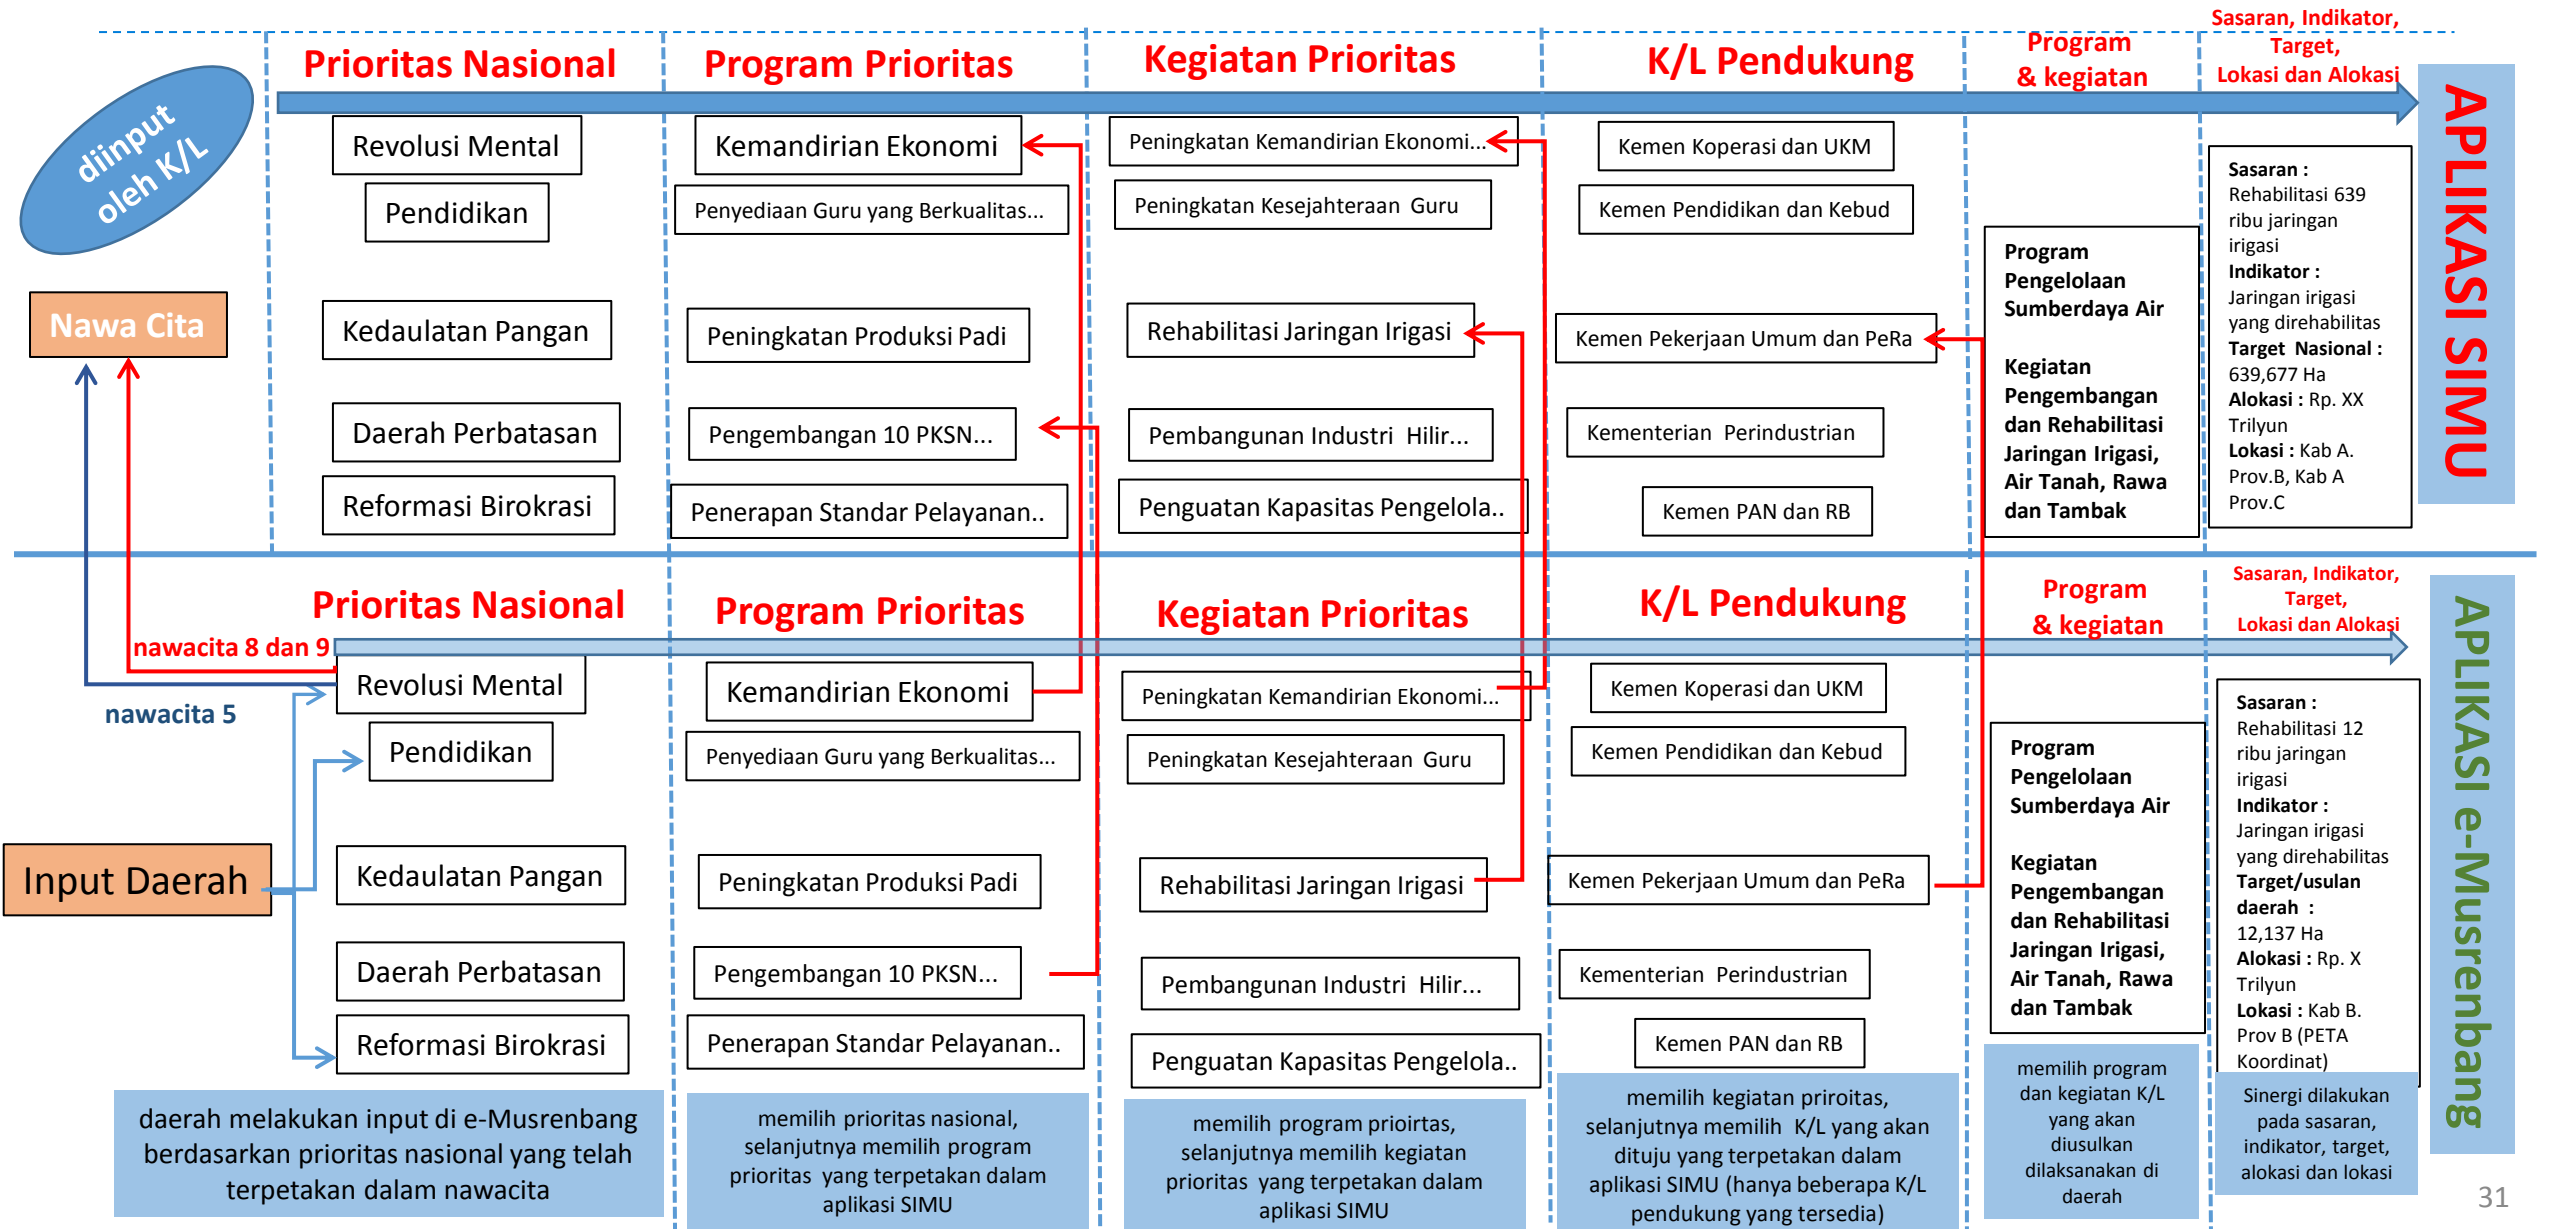 Prioritas Nasional
Program Prioritas
Kegiatan Prioritas
K/L Pendukung
Program
& kegiatan
Sasaran, Indikator,
Target,
Lokasi dan Alokasi
diinput
oleh K/L
Nawa Cita
Revolusi Mental
Pendidikan
Kedaulatan Pangan
Daerah Perbatasan
Reformasi Birokrasi
Kemandirian Ekonomi
Penyediaan Guru yang Berkualitas...
Peningkatan Produksi Padi
Pengembangan 10 PKSN...
Penerapan Standar Pelayanan..
Peningkatan Kemandirian Ekonomi...
Peningkatan Kesejahteraan Guru
Rehabilitasi Jaringan Irigasi
Pembangunan Industri Hilir...
Penguatan Kapasitas Pengelola..
Kemen Koperasi dan UKM
Kemen Pendidikan dan Kebud
Kemen Pekerjaan Umum dan PeRa
Kementerian Perindustrian
Kemen PAN dan RB
Program
Pengelolaan
Sumberdaya Air
Kegiatan
Pengembangan
dan Rehabilitasi
Jaringan Irigasi,
Air Tanah, Rawa
dan Tambak
Sasaran :
Rehabilitasi 639
ribu jaringan
irigasi
Indikator :
Jaringan irigasi
yang direhabilitas
Target Nasional :
639,677 Ha
Alokasi : Rp. XX
Trilyun
Lokasi : Kab A.
Prov.B, Kab A
Prov.C
APLIKASI SIMU
Prioritas Nasional
Program Prioritas
Kegiatan Prioritas
K/L Pendukung
Program
& kegiatan
Sasaran, Indikator,
Target,
Lokasi dan Alokasi
nawacita 8 dan 9
nawacita 5
Input Daerah
Revolusi Mental
Pendidikan
Kedaulatan Pangan
Daerah Perbatasan
Reformasi Birokrasi
Kemandirian Ekonomi
Penyediaan Guru yang Berkualitas...
Peningkatan Produksi Padi
Pengembangan 10 PKSN...
Penerapan Standar Pelayanan..
Peningkatan Kemandirian Ekonomi...
Peningkatan Kesejahteraan Guru
Rehabilitasi Jaringan Irigasi
Pembangunan Industri Hilir...
Penguatan Kapasitas Pengelola..
Kemen Koperasi dan UKM
Kemen Pendidikan dan Kebud
Kemen Pekerjaan Umum dan PeRa
Kementerian Perindustrian
Kemen PAN dan RB
Program
Pengelolaan
Sumberdaya Air
Kegiatan
Pengembangan
dan Rehabilitasi
Jaringan Irigasi,
Air Tanah, Rawa
dan Tambak
Sasaran :
Rehabilitasi 12
ribu jaringan
irigasi
Indikator :
Jaringan irigasi
yang direhabilitas
Target/usulan
daerah :
12,137 Ha
Alokasi : Rp. X
Trilyun
Lokasi : Kab B.
Prov B (PETA
Koordinat)
APLIKASI e-Musrenbang
daerah melakukan input di e-Musrenbang
berdasarkan prioritas nasional yang telah
terpetakan dalam nawacita
memilih prioritas nasional,
selanjutnya memilih program
prioritas yang terpetakan dalam
aplikasi SIMU
memilih program prioirtas,
selanjutnya memilih kegiatan
prioritas yang terpetakan dalam
aplikasi SIMU
memilih kegiatan priroitas,
selanjutnya memilih K/L yang akan
dituju yang terpetakan dalam
aplikasi SIMU (hanya beberapa K/L
pendukung yang tersedia)
memilih program
dan kegiatan K/L
yang akan
diusulkan
dilaksanakan di
daerah
Sinergi dilakukan
pada sasaran,
indikator, target,
alokasi dan lokasi
31